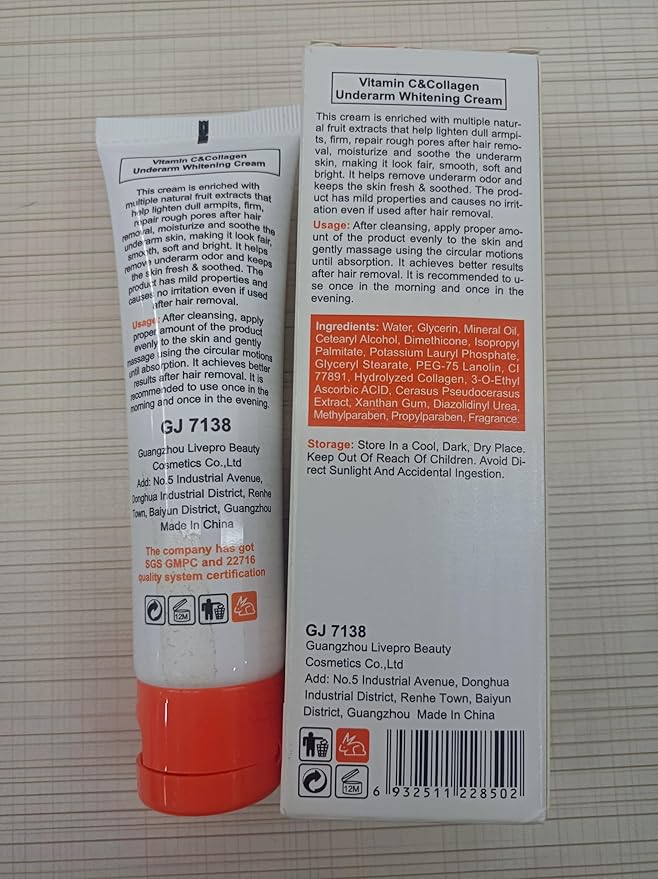 Vitamin C&Collagen
Underarm Whitening Cream
This cream is enriched with
multiple natural fruit extracts that
help lighten dull armpits, firm,
repair rough pores after hair
removal, moisturize and soothe the
underarm skin, making it look fair,
smooth, soft and bright. It helps
remove underarm odor and keeps
the skin fresh & soothed. The
product has mild properties and
causes no irritation even if used
after hair removal.
Usage: After cleansing, apply
proper amount of the product
evenly to the skin and gently
massage using the circular motions
until absorption. It achieves better
results after hair removal. It is
recommended to use once in the
morning and once in the evening.
GJ 7138
Guangzhou Livepro Beauty
Cosmetics Co.,Ltd
Add: No.5 Industrial Avenue,
Donghua Industrial District, Renhe
Town, Baiyun District, Guangzhou
Made In China
The company has got
SGS GMPC and 22716
quality system certification
12M
Vitamin C&Collagen
Underarm Whitening Cream
This cream is enriched with multiple natur-
al fruit extracts that help lighten dull armpi-
ts, firm, repair rough pores after hair remo-
val, moisturize and soothe the underarm
skin, making it look fair, smooth, soft and
bright. It helps remove underarm odor and
keeps the skin fresh & soothed. The prod-
uct has mild properties and causes no irrit-
ation even if used after hair removal.
Usage: After cleansing, apply proper amo-
unt of the product evenly to the skin and
gently massage using the circular motions
until absorption. It achieves better results
after hair removal. It is recommended to u-
se once in the morning and once in the
evening.
Ingredients: Water, Glycerin, Mineral Oil,
Cetearyl Alcohol, Dimethicone, Isopropyl
Palmitate, Potassium Lauryl Phosphate,
Glyceryl Stearate, PEG-75 Lanolin, CI
77891, Hydrolyzed Collagen, 3-O-Ethyl
Ascorbic ACID, Cerasus Pseudocerasus
Extract, Xanthan Gum, Diazolidinyl Urea,
Methylparaben, Propylparaben, Fragrance.
Storage: Store In a Cool, Dark, Dry Place.
Keep Out Of Reach Of Children. Avoid Di-
rect Sunlight And Accidental Ingestion.
GJ 7138
Guangzhou Livepro Beauty
Cosmetics Co.,Ltd
Add: No.5 Industrial Avenue, Donghua
Industrial District, Renhe Town, Baiyun
District, Guangzhou Made In China
12M
6 932511 228502